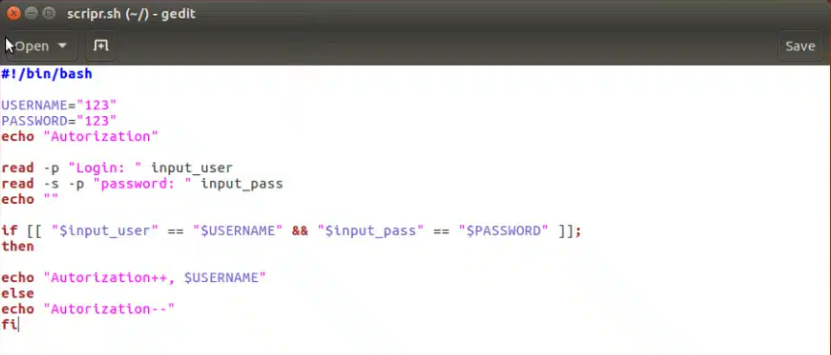 scripr.sh (~/) - gedit
Open
Save
#!/bin/bash
USERNAME="123"
PASSWORD="123"
echo "Autorization"
read -p "Login: " input_user
read -s -p "password: " input_pass
echo ""
if [[ "$input_user" == "$USERNAME" && "$input_pass" == "$PASSWORD" ]];
then
echo "Autorization++, $USERNAME"
else
echo "Autorization--"
fi